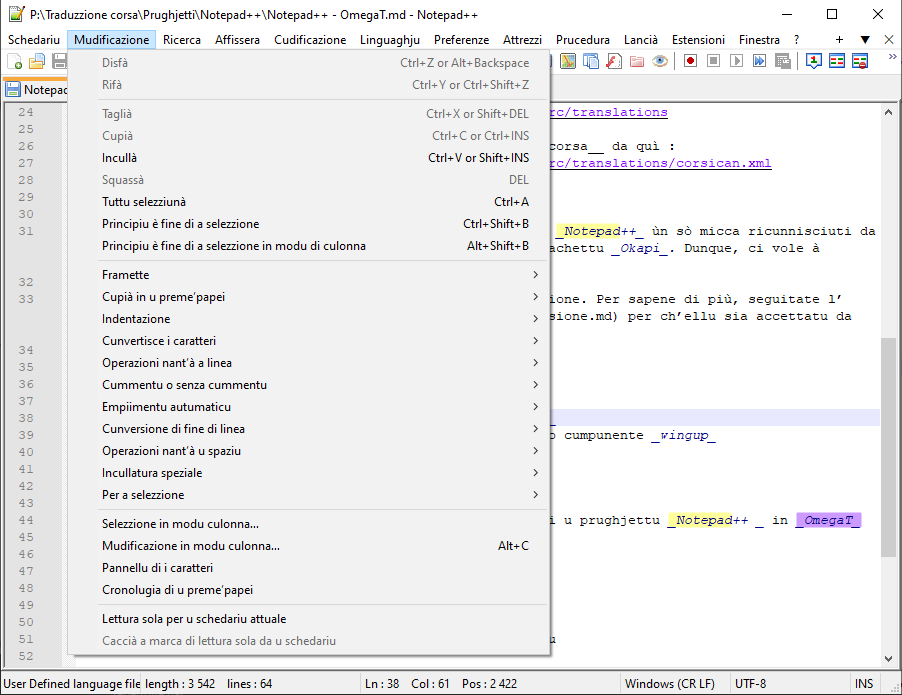 P:\Traduzzione corsa\Prughjetti\Notepad++\Notepad++ - OmegaT.md - Notepad++
Schedariu Mudificazione Ricerca Affissera Cudificazione Linguaghju Preferenze Attrezzi Prucedura Lancià Estensioni Finestra ? + ▼ ✕
Notepad
Disfà Ctrl+Z or Alt+Backspace
Rifà Ctrl+Y or Ctrl+Shift+Z
Taglià Ctrl+X or Shift+DEL
Cupià Ctrl+C or Ctrl+INS
Incullà Ctrl+V or Shift+INS
Squassà DEL
Tuttu selezziunà Ctrl+A
Principiu è fine di a selezzione Ctrl+Shift+B
Principiu è fine di a selezzione in modu di culonna Alt+Shift+B
Framette
Cupià in u preme’papei
Indentazione
Cunvertisce i caratteri
Operazioni nant’à a linea
Cummentu o senza cummentu
Empiimentu autumaticu
Cunversione di fine di linea
Operazioni nant’à u spaziu
Incullatura speziale
Per a selezzione
Selezzione in modu culonna...
Mudificazione in modu culonna... Alt+C
Pannellu di i caratteri
Cronologia di u preme’papei
Lettura sola per u schedariu attuale
Caccià a marca di lettura sola da u schedariu
24 rc/translations
25
26 corsa__ da quì :
27 rc/translations/corsican.xml
28
29
30
31 _Notepad++_ ùn sò micca ricunnisciuti da
achettu _Okapi_. Dunque, ci vole à
32
33 ione. Per sapene di più, seguitate l’
sione.md) per ch’ellu sia accettatu da
34
35
36
37
38
39 o cumpunente _wingup_
40
41
42
43
44 i u prughjettu _Notepad++ _ in _OmegaT_
45
46
47
48
49
50
51 u
52
User Defined language file length : 3 542 lines : 64 Ln : 38 Col : 61 Pos : 2 422 Windows (CR LF) UTF-8 INS